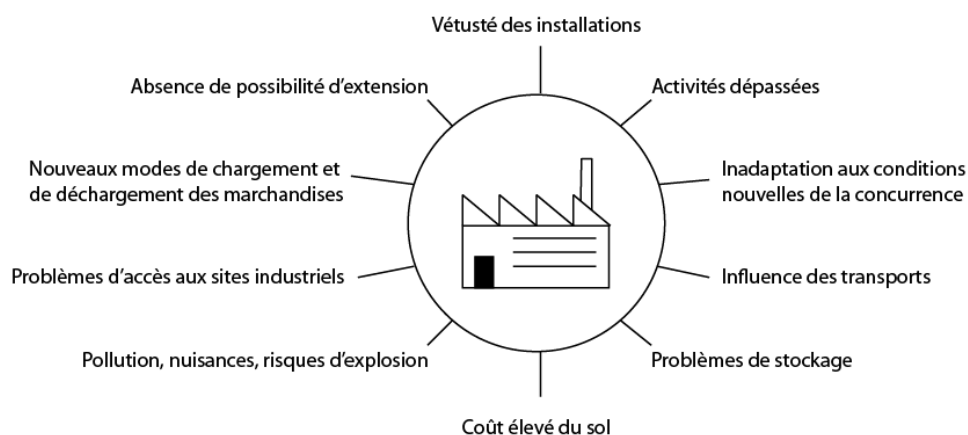 Vétusté des installations
Absence de possibilité d’extension
Activités dépassées
Nouveaux modes de chargement et
de déchargement des marchandises
Inadaptation aux conditions
nouvelles de la concurrence
Problèmes d’accès aux sites industriels
Influence des transports
Pollution, nuisances, risques d’explosion
Problèmes de stockage
Coût élevé du sol